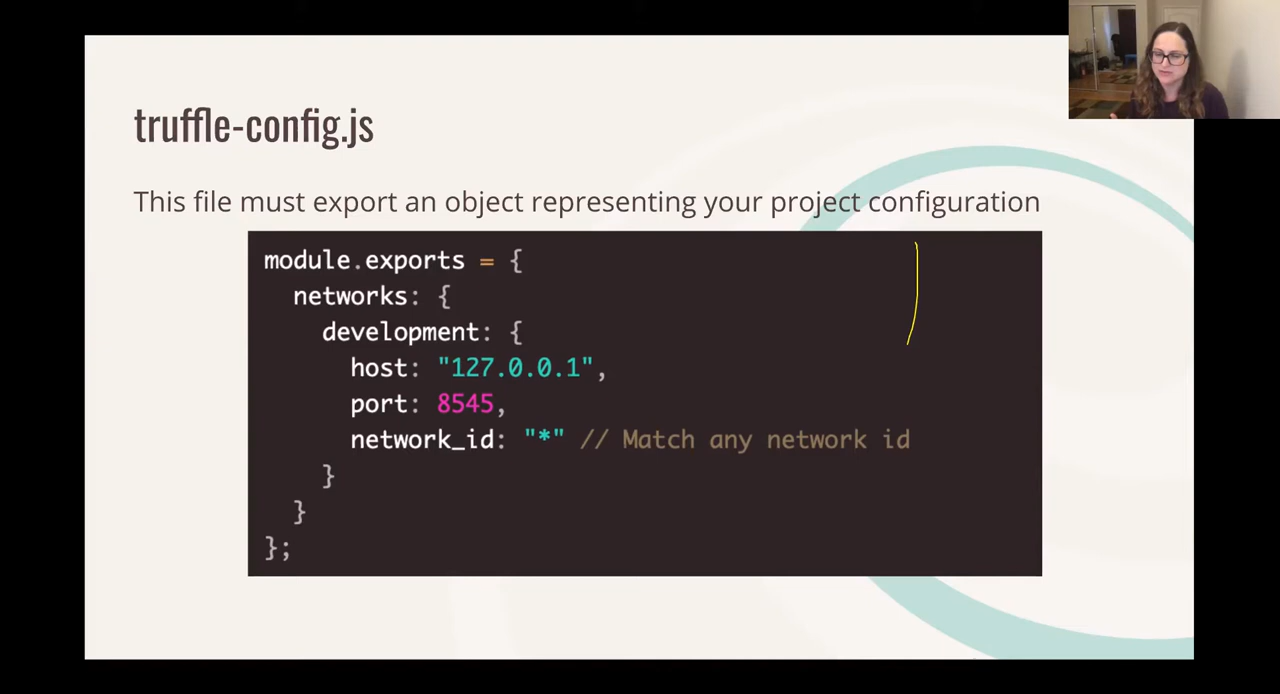 truffle-config.js
This file must export an object representing your project configuration
module.exports = {
networks: {
development: {
host: "127.0.0.1",
port: 8545,
network_id: "*" // Match any network id
}
}
};